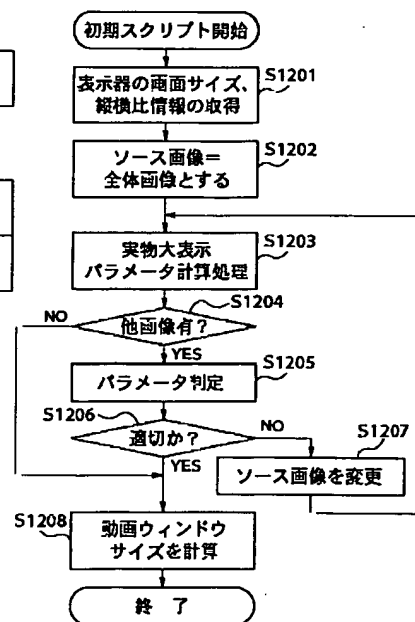 初期スクリプト開始
表示器の画面サイズ、
縦横比情報の取得
S1201
ソース画像＝
全体画像とする
S1202
実物大表示
パラメータ計算処理
S1203
S1204
他画像有？
NO
YES
S1205
パラメータ判定
S1206
適切か？
NO
YES
S1207
ソース画像を変更
S1208
動画ウィンドウ
サイズを計算
終 了